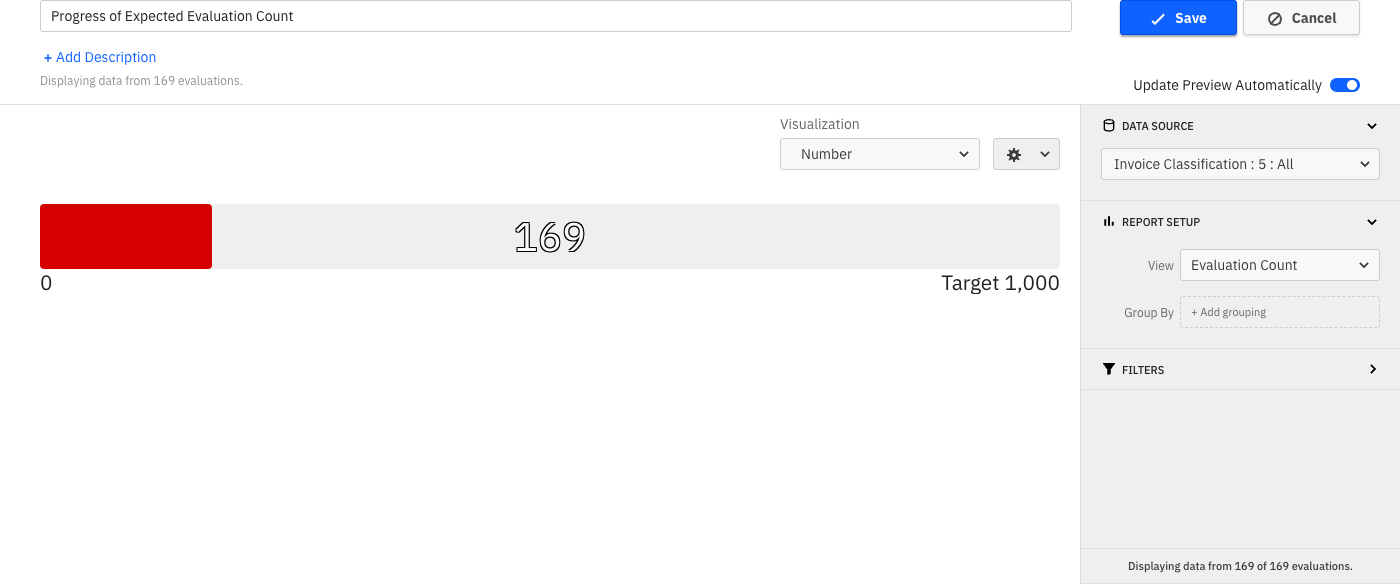 Progress of Expected Evaluation Count
Save
Cancel
+ Add Description
Displaying data from 169 evaluations.
Update Preview Automatically
Visualization
Number
169
0
Target 1,000
DATA SOURCE
Invoice Classification : 5 : All
REPORT SETUP
View
Evaluation Count
Group By
+ Add grouping
FILTERS
Displaying data from 169 of 169 evaluations.